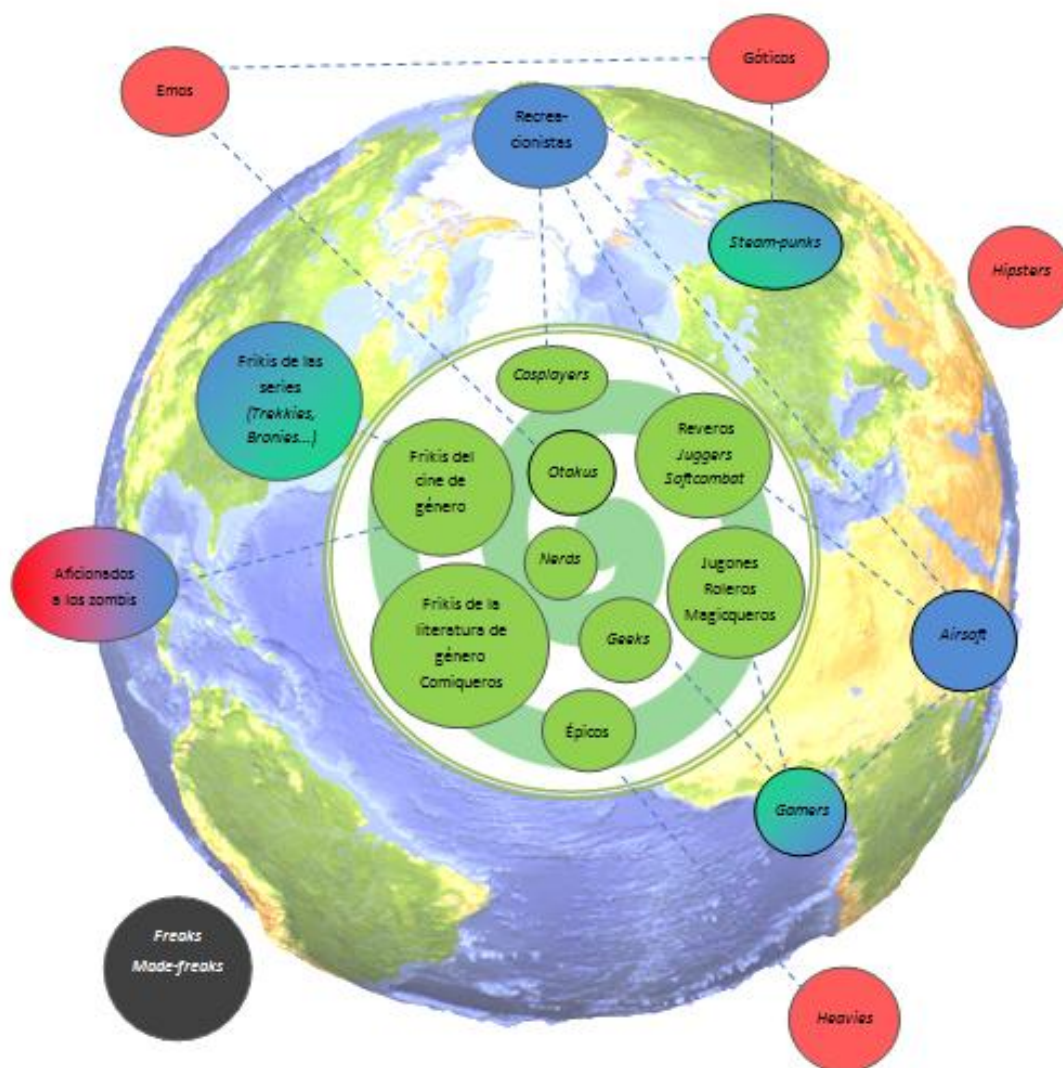 Emos
Góticos
Recrea-
cionistas
Steam-punks
Hipsters
Frikis de las
series
(Trekkies,
Bronies...)
Cosplayers
Frikis del
cine de
género
Otakus
Reveros
Juggers
Softcombat
Aficionados
a los zombis
Nerds
Jugones
Roleros
Magicqueros
Frikis de la
literatura de
género
Comiqueros
Geeks
Airsoft
Épicos
Gamers
Freaks
Made-freaks
Heavies